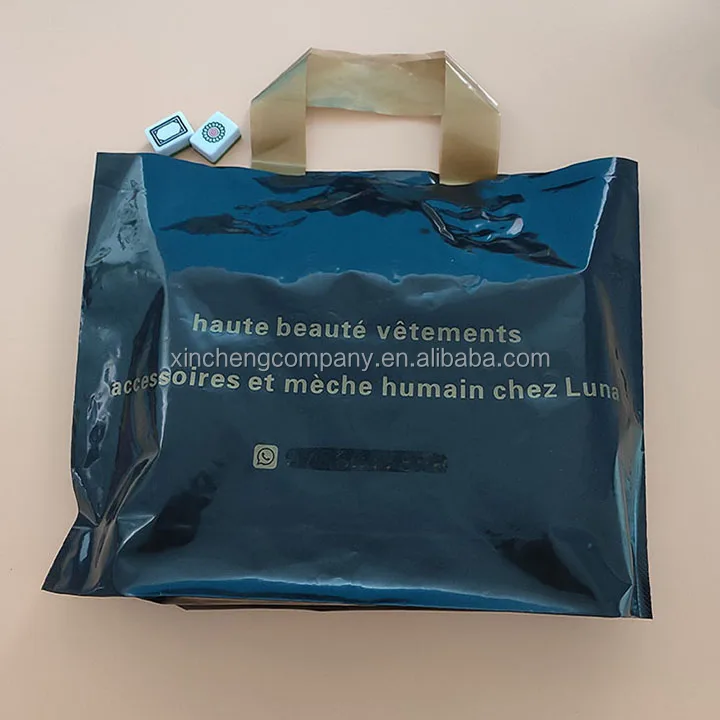 haute beauté vêtements
xinchengcompany.en.alibaba.com
accessoires et mèche humain chez Luna